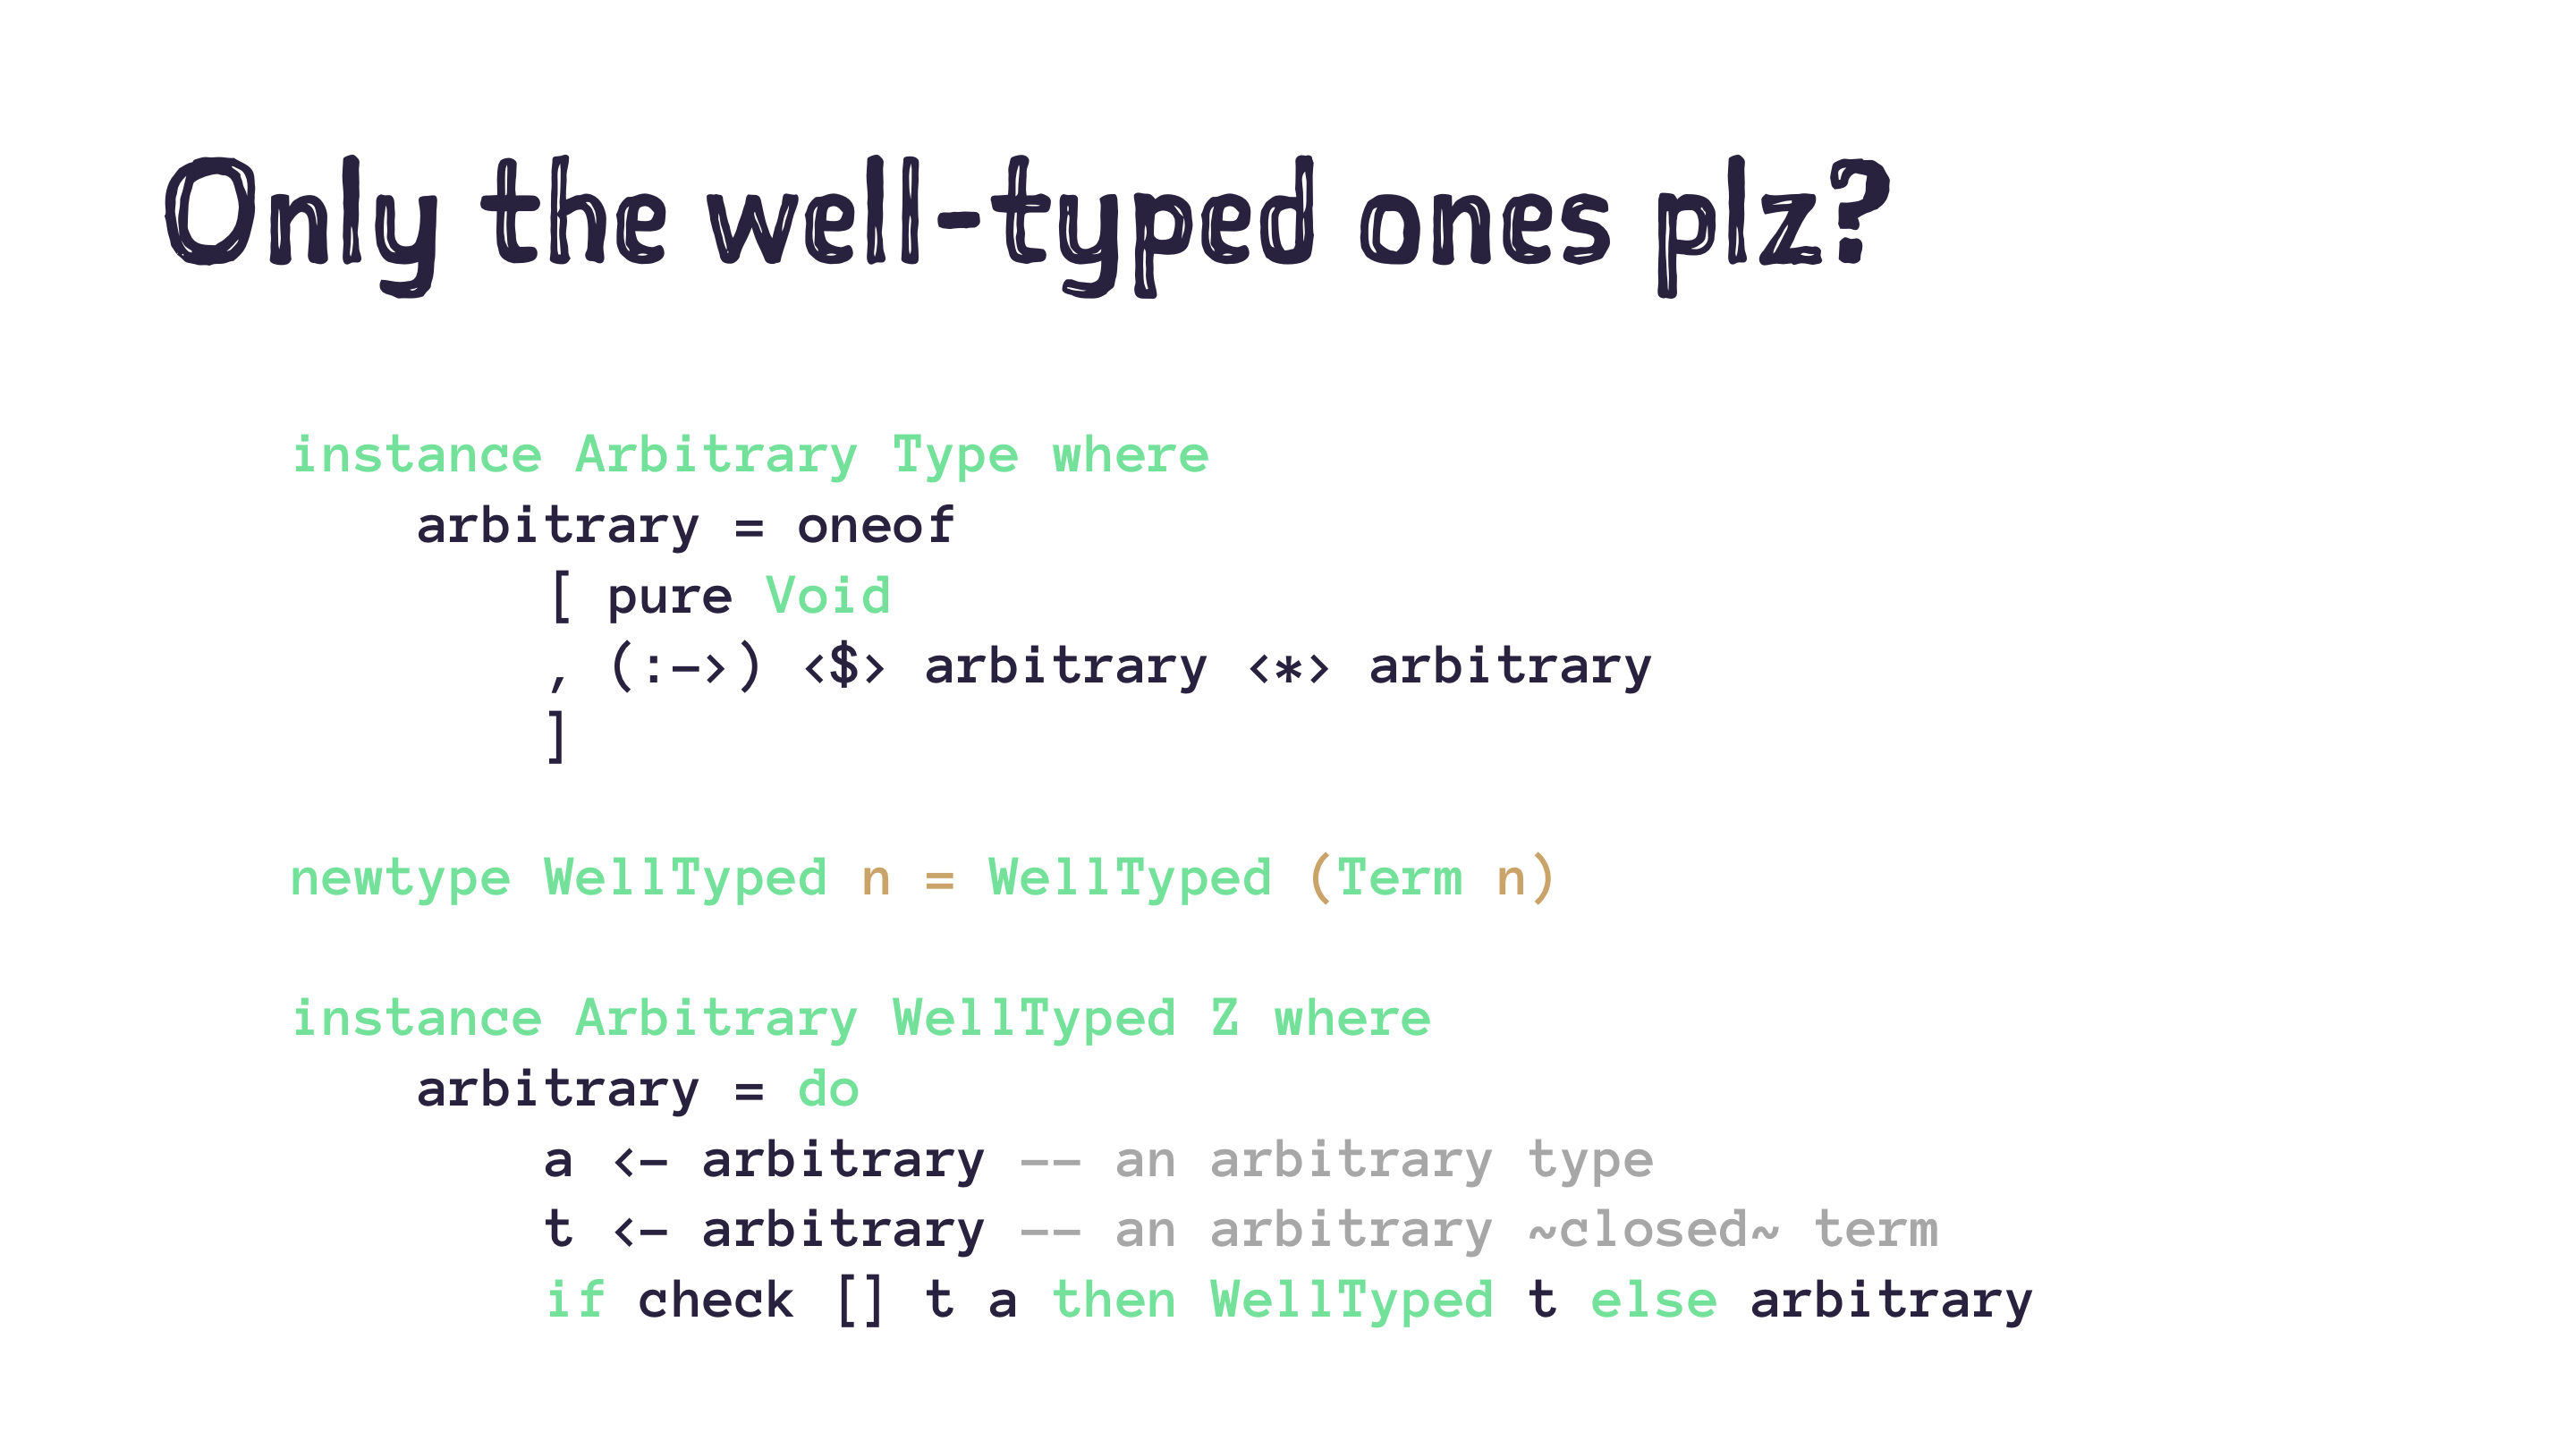 Only the well-typed ones plz?
instance Arbitrary Type where
    arbitrary = oneof
        [ pure Void
        , (:->) <$> arbitrary <*> arbitrary
        ]
newtype WellTyped n = WellTyped (Term n)
instance Arbitrary WellTyped Z where
    arbitrary = do
        a <- arbitrary -- an arbitrary type
        t <- arbitrary -- an arbitrary ~closed~ term
        if check [] t a then WellTyped t else arbitrary